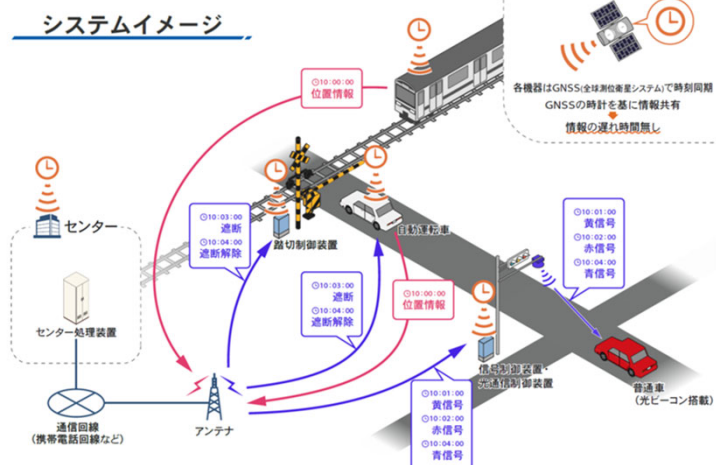 システムイメージ
各機器はGNSS(全球測位衛星システム)で時刻同期
GNSSの時計を基に情報共有
情報の遅れ時間無し
10:00:00
位置情報
センター
センター処理装置
通信回線
(携帯電話回線など)
アンテナ
10:03:00
遮断
10:04:00
遮断解除
踏切制御装置
自動運転車
10:03:00
遮断
10:04:00
遮断解除
10:00:00
位置情報
10:01:00
黄信号
10:02:00
赤信号
10:04:00
青信号
信号制御装置・
光通信制御装置
普通車
(光ビーコン搭載)
10:01:00
黄信号
10:02:00
赤信号
10:04:00
青信号